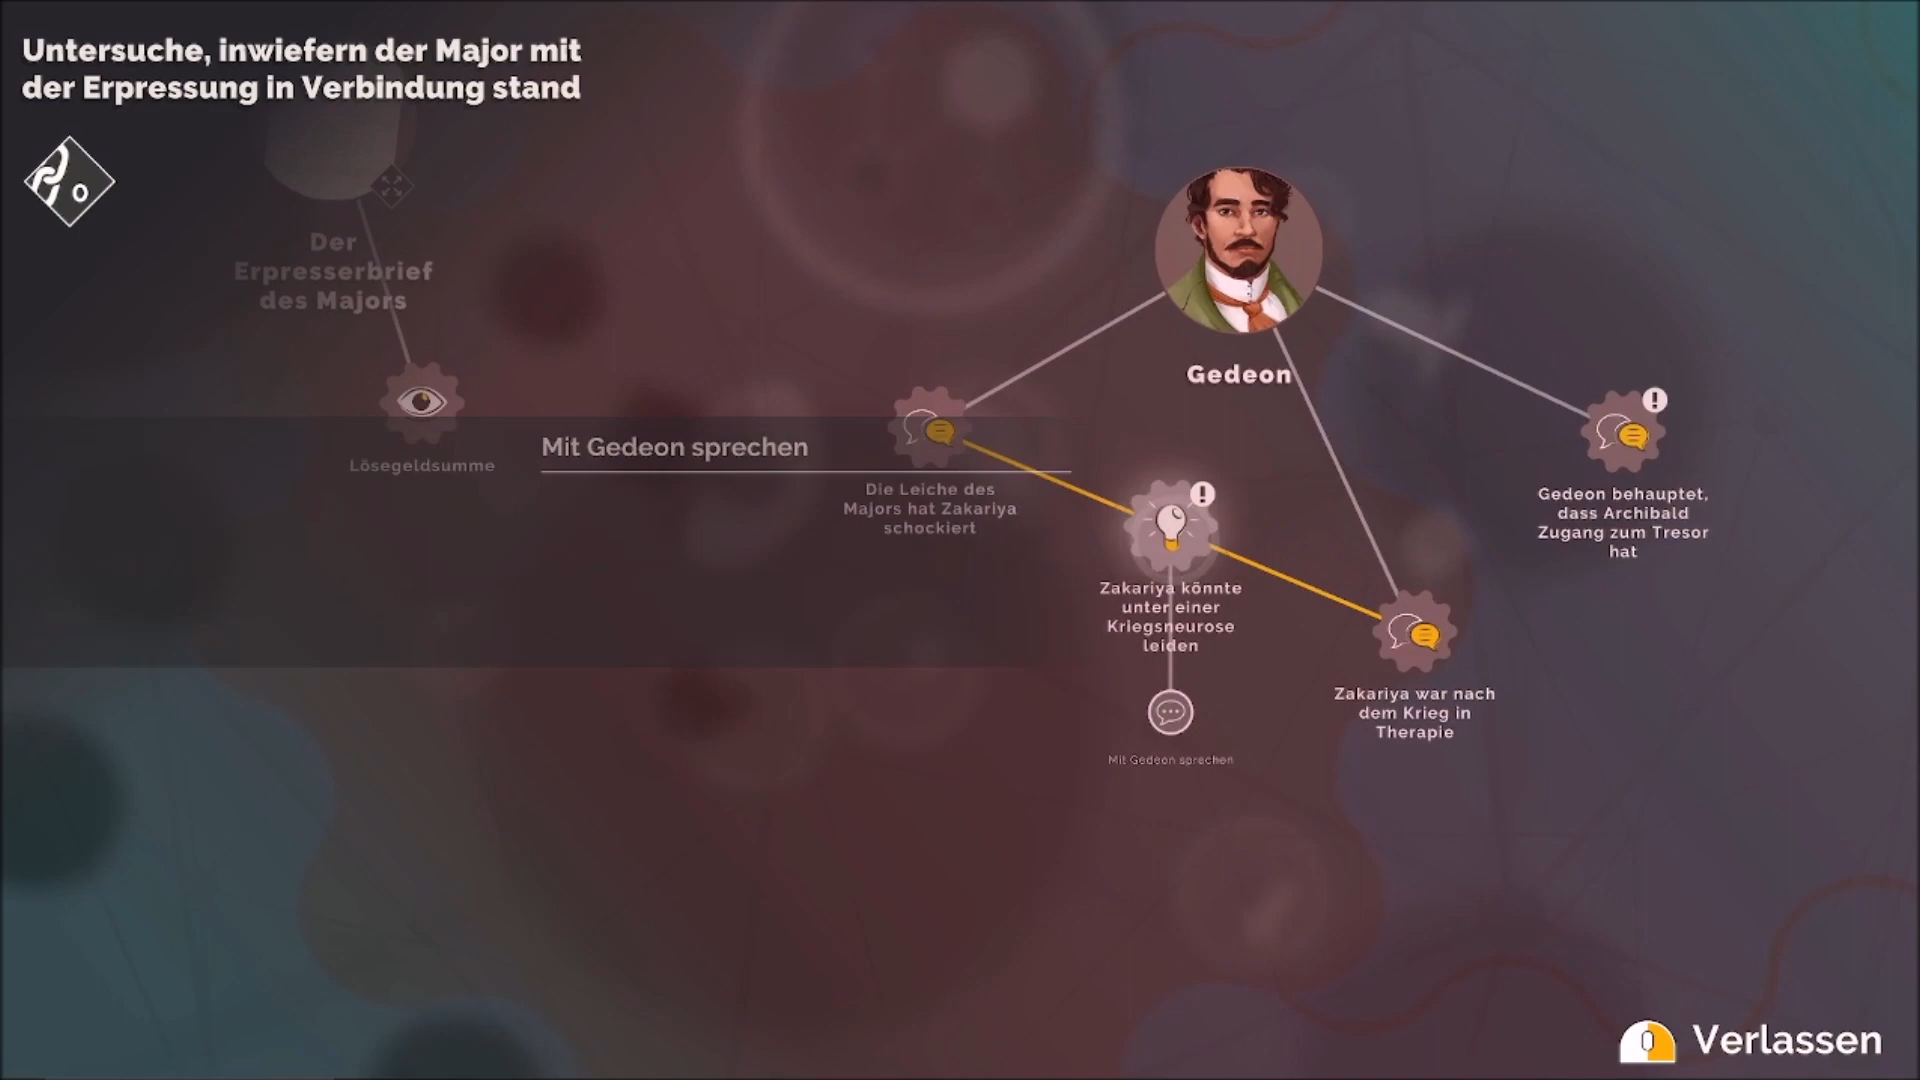 Untersuche, inwiefern der Major mit
der Erpressung in Verbindung stand
0
Der
Erpresserbrief
des Majors
Lösegeldsumme
Mit Gedeon sprechen
Die Leiche des
Majors hat Zakariya
schockiert
Gedeon
!
Zakariya könnte
unter einer
Kriegsneurose
leiden
Mit Gedeon sprechen
Zakariya war nach
dem Krieg in
Therapie
!
Gedeon behauptet,
dass Archibald
Zugang zum Tresor
hat
Verlassen